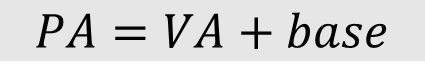 PA = VA + base